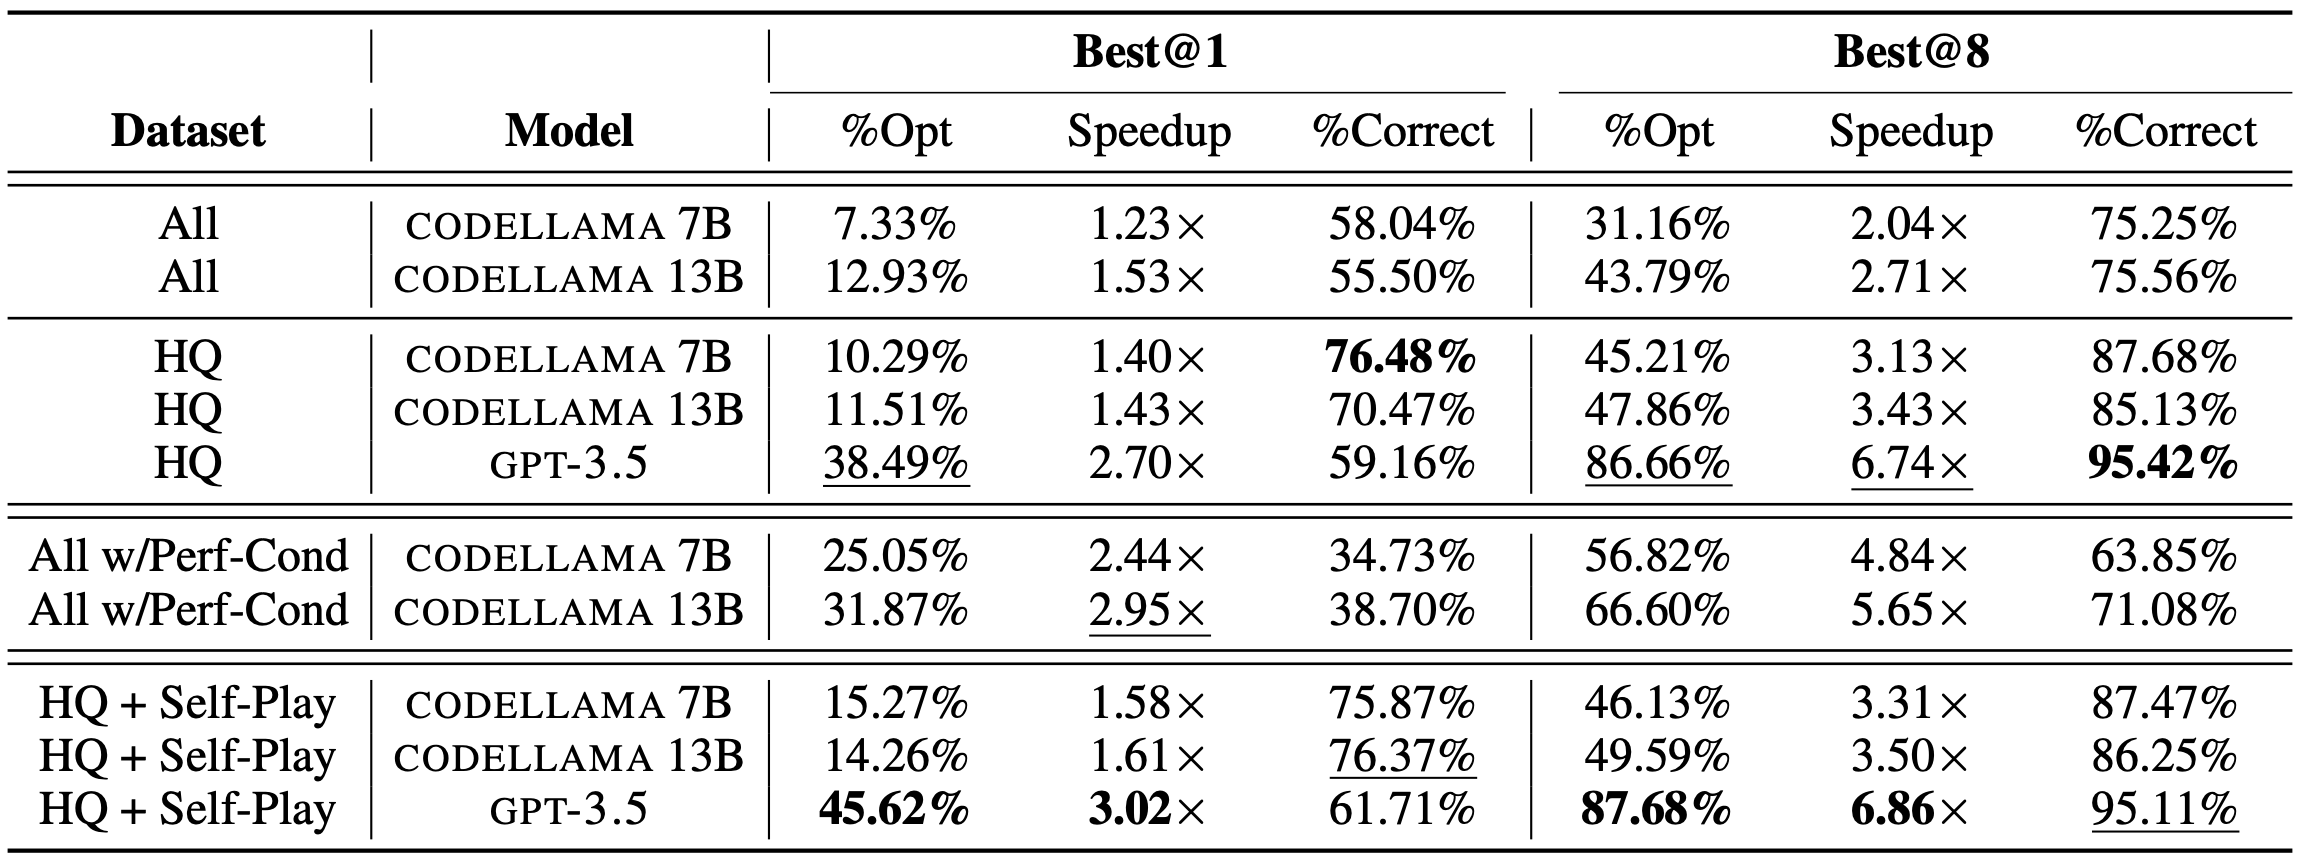 Best@1 Best@8
Dataset Model %Opt Speedup %Correct %Opt Speedup %Correct
All CODELLAMA 7B 7.33% 1.23× 58.04% 31.16% 2.04× 75.25%
All CODELLAMA 13B 12.93% 1.53× 55.50% 43.79% 2.71× 75.56%
HQ CODELLAMA 7B 10.29% 1.40× 76.48% 45.21% 3.13× 87.68%
HQ CODELLAMA 13B 11.51% 1.43× 70.47% 47.86% 3.43× 85.13%
HQ GPT-3.5 38.49% 2.70× 59.16% 86.66% 6.74× 95.42%
All w/Perf-Cond CODELLAMA 7B 25.05% 2.44× 34.73% 56.82% 4.84× 63.85%
All w/Perf-Cond CODELLAMA 13B 31.87% 2.95× 38.70% 66.60% 5.65× 71.08%
HQ + Self-Play CODELLAMA 7B 15.27% 1.58× 75.87% 46.13% 3.31× 87.47%
HQ + Self-Play CODELLAMA 13B 14.26% 1.61× 76.37% 49.59% 3.50× 86.25%
HQ + Self-Play GPT-3.5 45.62% 3.02× 61.71% 87.68% 6.86× 95.11%